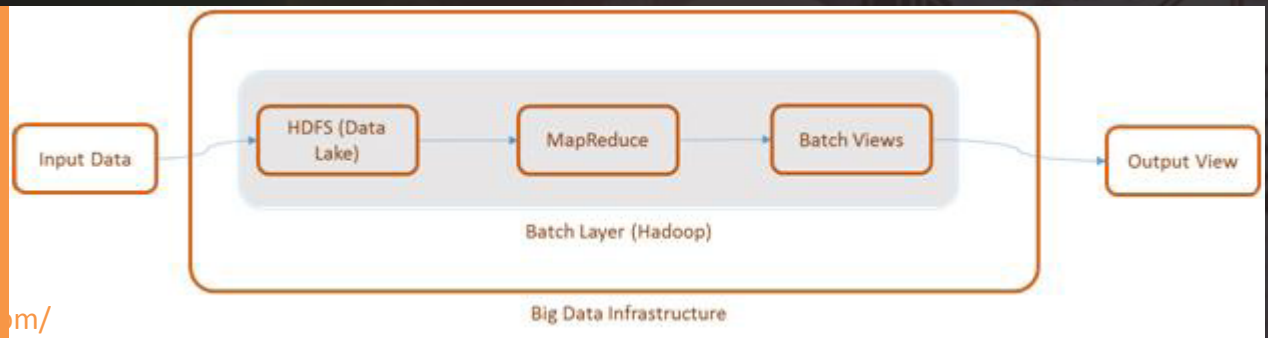 HDFS (Data
Lake)
MapReduce
Batch Views
Input Data
Output View
Batch Layer (Hadoop)
Big Data Infrastructure